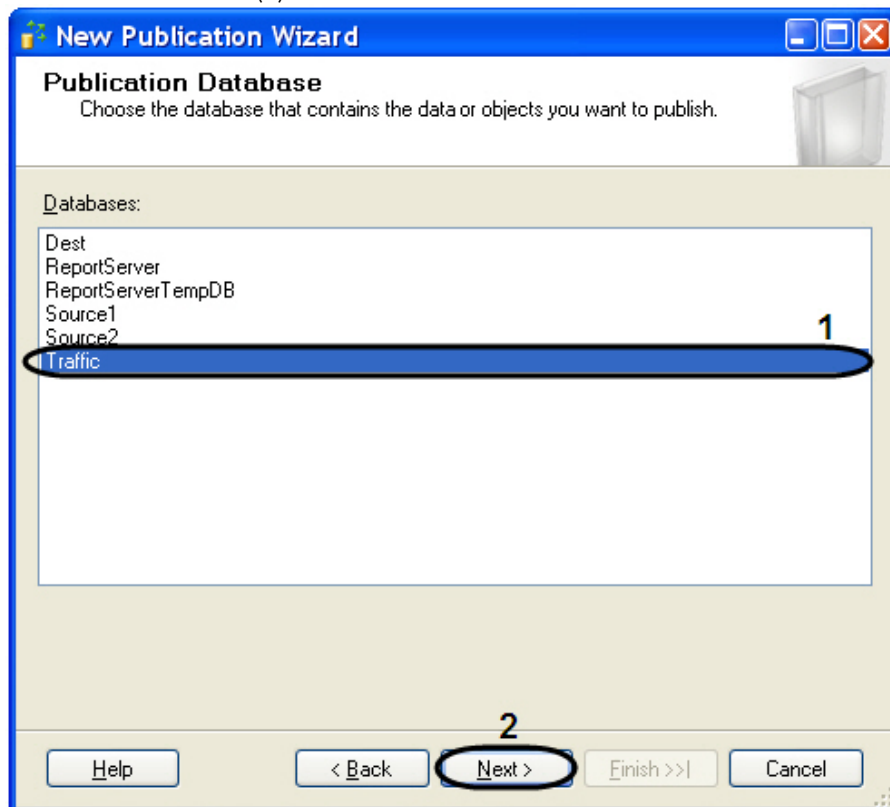 New Publication Wizard
Publication Database
Choose the database that contains the data or objects you want to publish.
Databases:
Dest
ReportServer
ReportServerTempDB
Source1
Source2
1
Traffic
2
Help
< Back
Next >
Finish >>|
Cancel